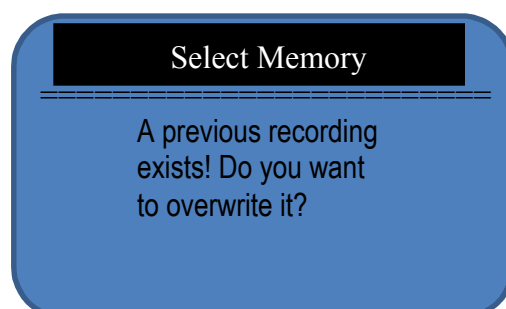 Select Memory
=========================
A previous recording
exists! Do you want
to overwrite it?